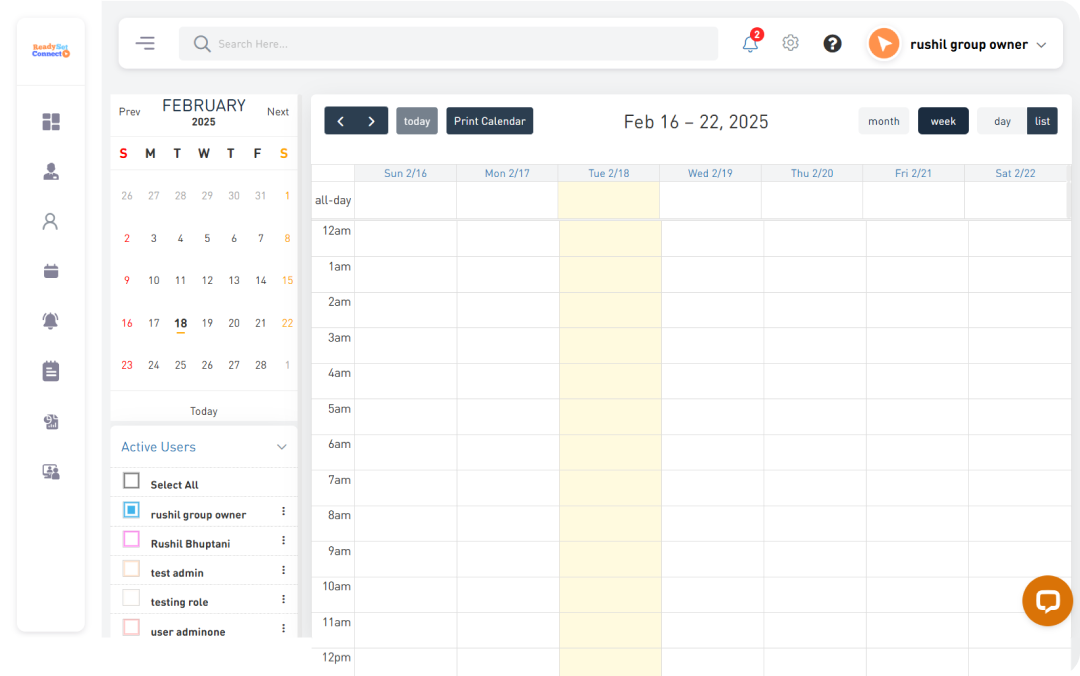 ReadySet
Connect
Search Here...
2
?
rushil group owner
Prev
FEBRUARY
2025
Next
S M T W T F S
26 27 28 29 30 31 1
2 3 4 5 6 7 8
9 10 11 12 13 14 15
16 17 18 19 20 21 22
23 24 25 26 27 28 1
Today
Active Users
Select All
rushil group owner
Rushil Bhuptani
test admin
testing role
user adminone
today
Print Calendar
Feb 16 – 22, 2025
month
week
day
list
Sun 2/16 Mon 2/17 Tue 2/18 Wed 2/19 Thu 2/20 Fri 2/21 Sat 2/22
all-day
12am
1am
2am
3am
4am
5am
6am
7am
8am
9am
10am
11am
12pm